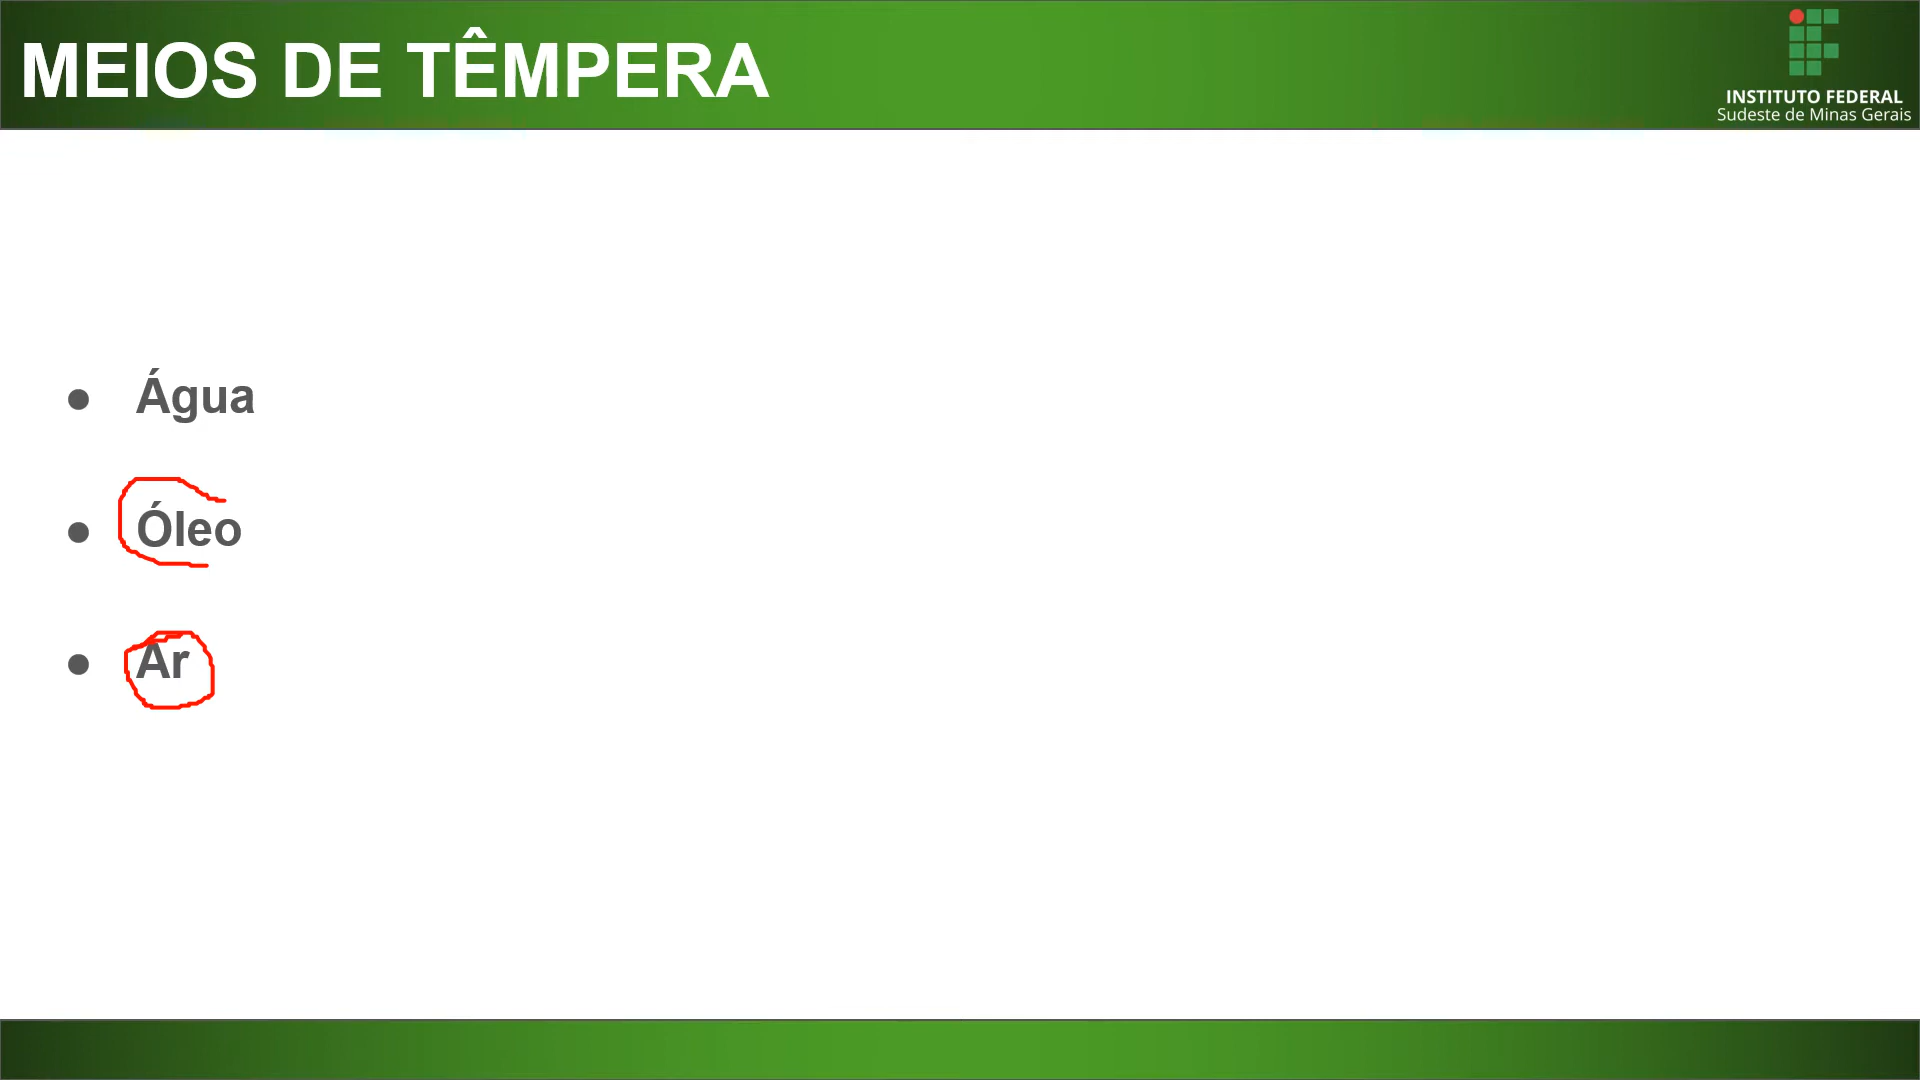 MEIOS DE TÊMPERA
INSTITUTO FEDERAL
Sudeste de Minas Gerais
● Água
● Óleo
● Ar